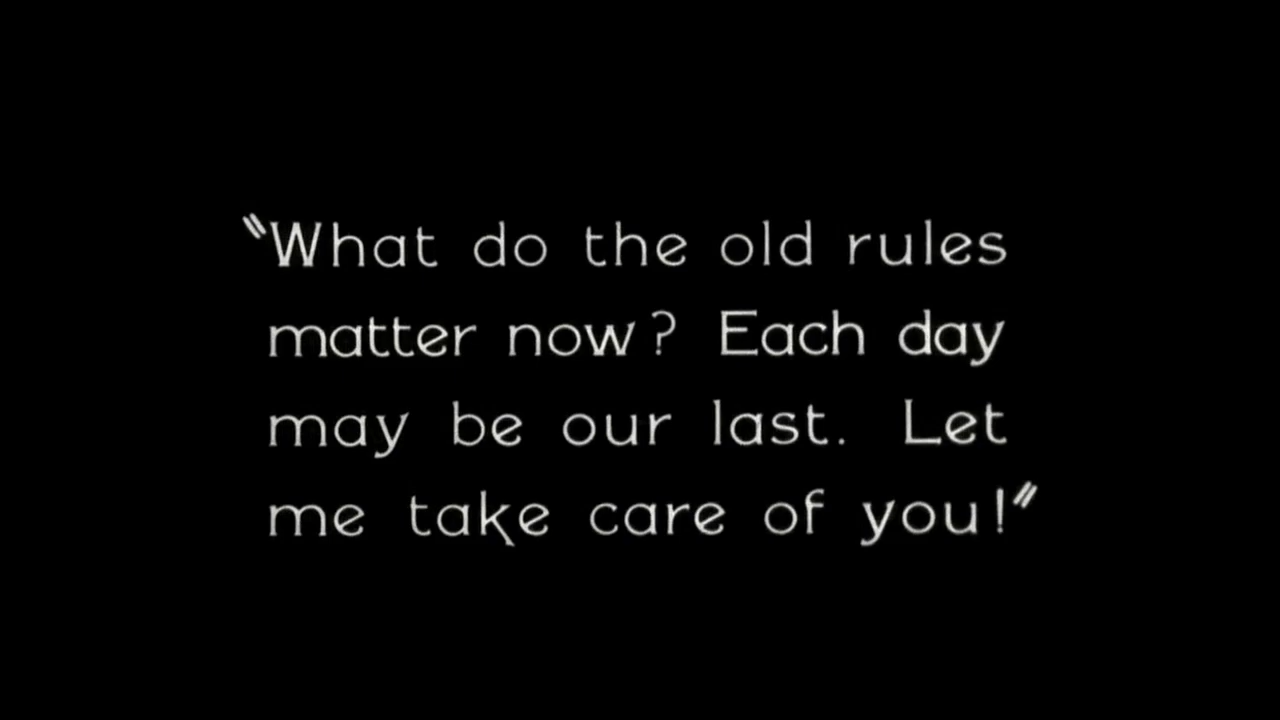 "What do the old rules
matter now? Each day
may be our last. Let
me take care of you!"